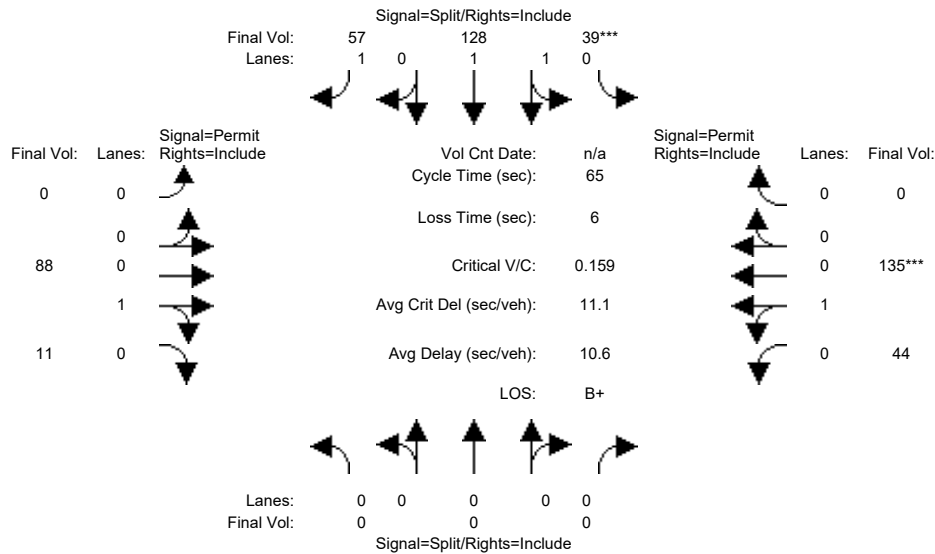 Signal=Split/Rights=Include
Final Vol: 57 128 39***
Lanes: 1 0 1 1 0
Signal=Permit Signal=Permit
Final Vol: Lanes: Rights=Include Vol Cnt Date: n/a Rights=Include Lanes: Final Vol:
Cycle Time (sec): 65
0 0 0 0
Loss Time (sec): 6
0 0
88 0 Critical V/C: 0.159 0 135***
1 Avg Crit Del (sec/veh): 11.1 1
11 0 Avg Delay (sec/veh): 10.6 0 44
LOS: B+
Lanes: 0 0 0 0 0
Final Vol: 0 0 0
Signal=Split/Rights=Include